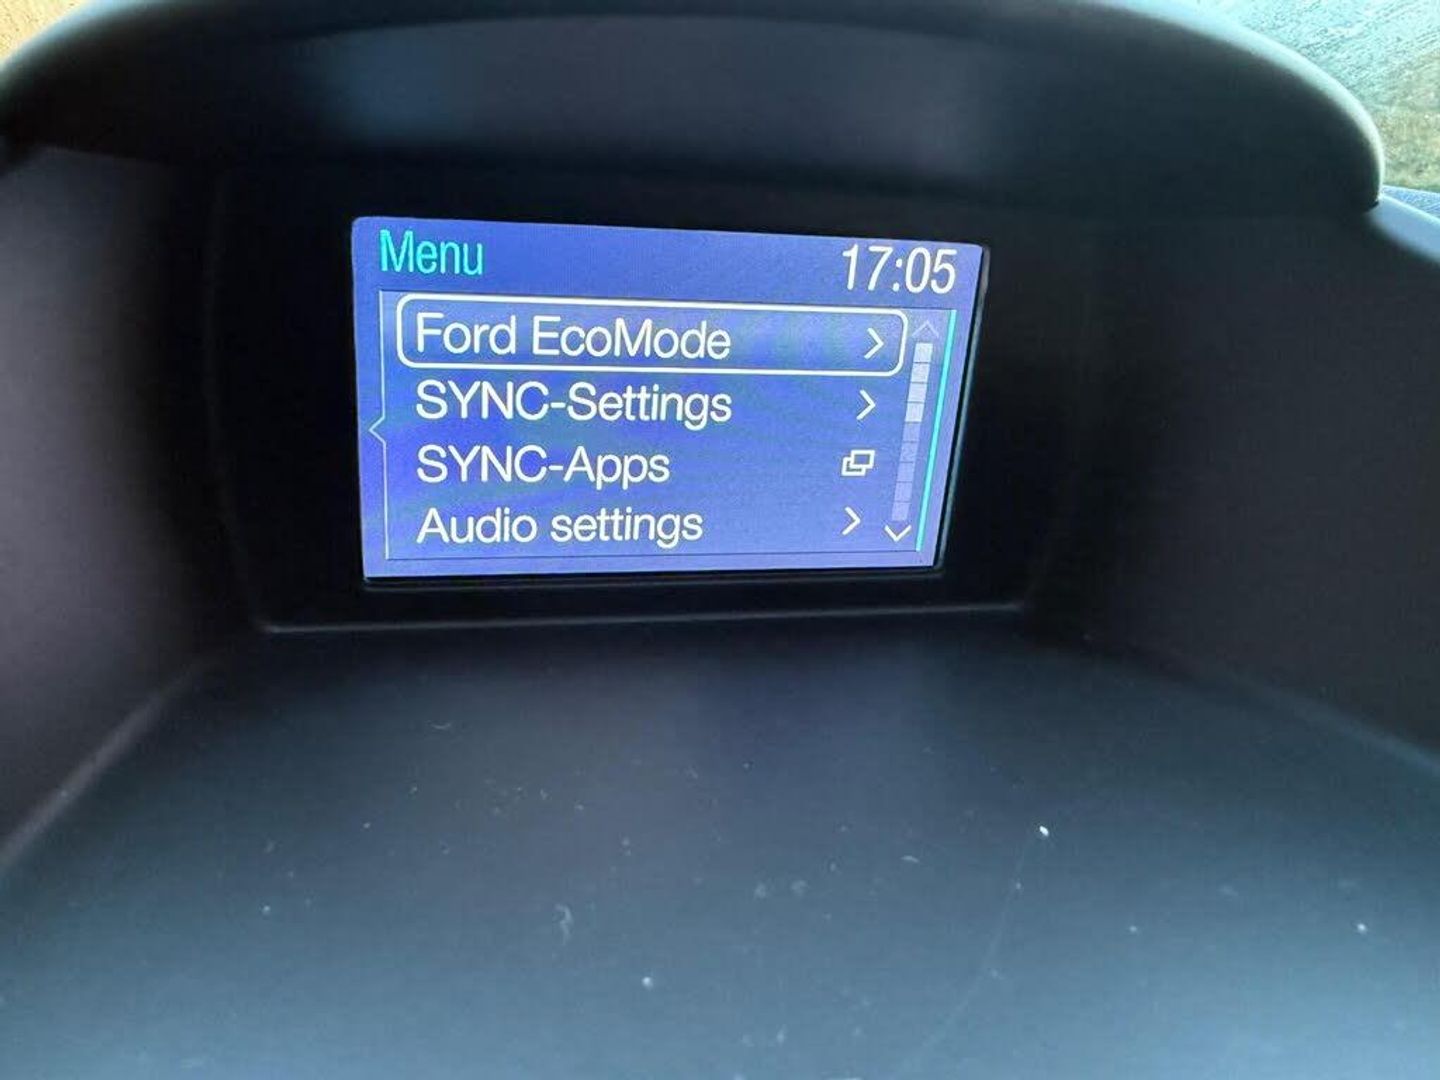 Menu 17:05
Ford EcoMode
SYNC-Settings
SYNC-Apps
Audio settings